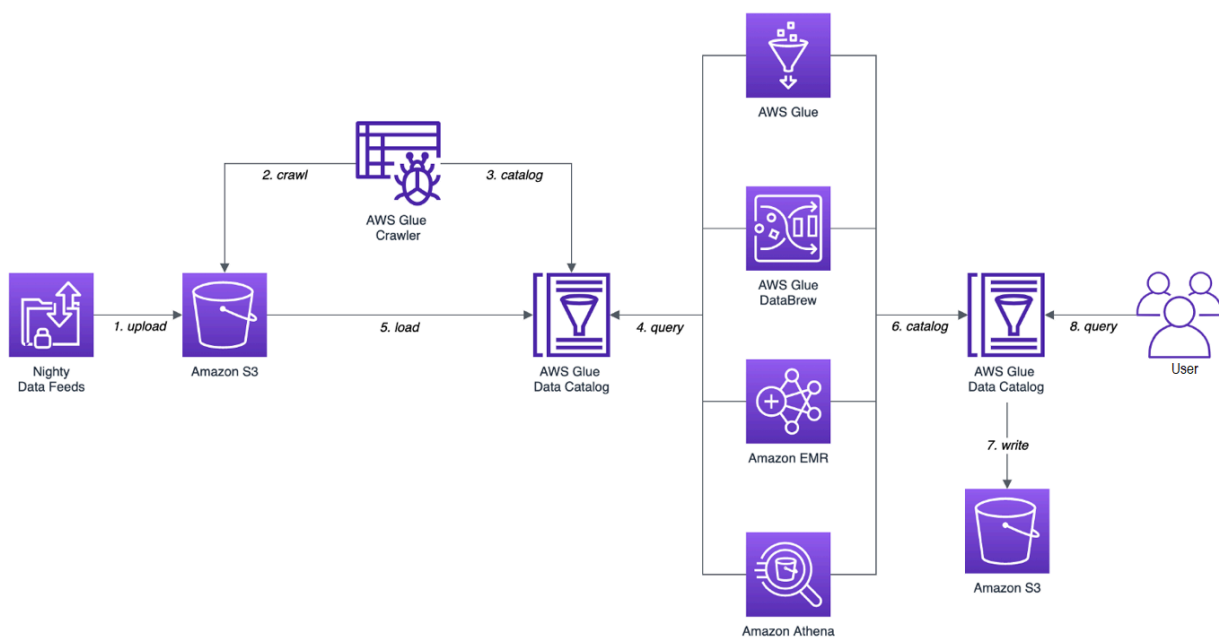 AWS Glue
2. crawl
3. catalog
AWS Glue
Crawler
AWS Glue
DataBrew
1. upload
5. load
4. query
6. catalog
8. query
Nighty
Data Feeds
Amazon S3
AWS Glue
Data Catalog
AWS Glue
Data Catalog
User
7. write
Amazon EMR
Amazon S3
Amazon Athena